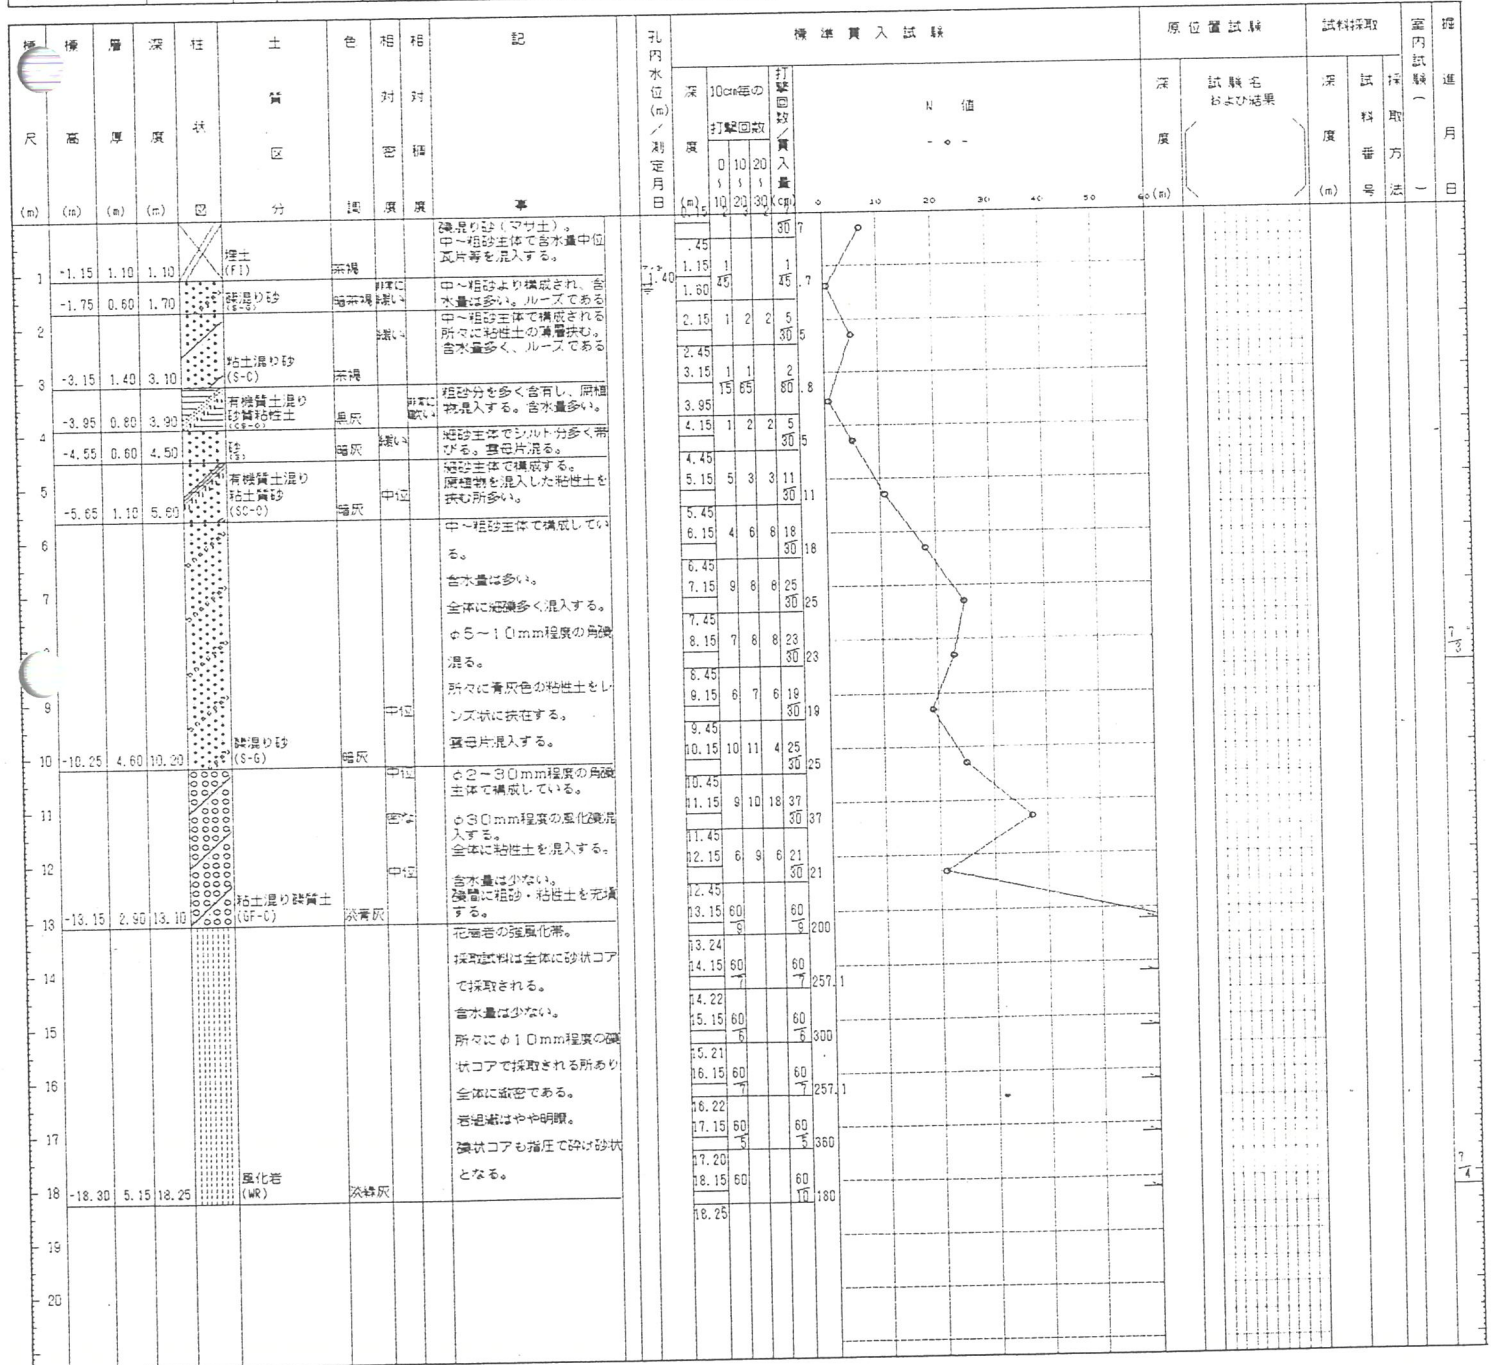 標尺 (m)
標高 (m)
層厚 (m)
深度 (m)
柱状図
土質区分
色調
相対密度
相対稠度
記事
孔内水位(m)/測定月日
標準貫入試験
深度 (m)
10cm毎の打撃回数
0〜10 10〜20 20〜30
打撃回数/貫入量 (cm)
N 値
- o -
0 10 20 30 40 50 60
原位置試験
深度 (m)
試験名および結果
試料採取
深度 (m)
試料番号
採取方法
室内試験( )
掘進月日
-1.15 1.10 1.10
埋土
(FI)
茶褐
礫混り砂(マサ土)。
中〜粗砂主体で含水量中位
瓦片等を混入する。
-1.75 0.60 1.70
礫混り砂
(S-G)
暗茶褐
非常に緩い
中〜粗砂より構成され、含
水量は多い。ルーズである
-3.15 1.40 3.10
粘土混り砂
(S-C)
茶褐
緩い
中〜粗砂主体で構成される
所々に粘性土の薄層挟む。
含水量多く、ルーズである
-3.95 0.80 3.90
有機質土混り
砂質粘性土
(CS-O)
黒灰
非常に軟い
粗砂分を多く含有し、腐植
物混入する。含水量多い。
-4.55 0.60 4.50
砂
(S)
暗灰
緩い
細砂主体でシルト分多く帯
びる。雲母片混る。
-5.65 1.10 5.60
有機質土混り
粘土質砂
(SC-O)
暗灰
中位
細砂主体で構成する。
腐植物を混入した粘性土を
挟む所多い。
-10.25 4.60 10.20
礫混り砂
(S-G)
暗灰
中位
中〜粗砂主体で構成してい
る。
含水量は多い。
全体に細礫多く混入する。
φ5〜10mm程度の角礫
混る。
所々に青灰色の粘性土をレ
ンズ状に挟在する。
雲母片混入する。
-13.15 2.90 13.10
粘土混り礫質土
(GF-C)
淡青灰
中位
密な
中位
φ2〜30mm程度の角礫
主体で構成している。
φ30mm程度の風化礫混
入する。
全体に粘性土を混入する。
含水量は少ない。
礫間に粗砂・粘性土を充填
する。
-18.30 5.15 18.25
風化岩
(WR)
淡緑灰
花崗岩の強風化帯。
採取試料は全体に砂状コア
で採取される。
含水量は少ない。
所々にφ10mm程度の礫
状コアで採取される所あり
全体に緻密である。
岩組織はやや明瞭。
礫状コアも指圧で砕け砂状
となる。
1
2
3
4
5
6
7
9
10
11
12
13
14
15
16
17
18
19
20
1.40
0.15 2 3 2 7/30 7
.45
1.15 1/45 1/45 .7
1.60
2.15 1 2 2 5/30 5
2.45
3.15 1/15 1/65 2/80 .8
3.95
4.15 1 2 2 5/30 5
4.45
5.15 5 3 3 11/30 11
5.45
6.15 4 6 8 18/30 18
6.45
7.15 9 8 8 25/30 25
7.45
8.15 7 8 8 23/30 23
8.45
9.15 6 7 6 19/30 19
9.45
10.15 10 11 4 25/30 25
10.45
11.15 9 10 18 37/30 37
11.45
12.15 6 9 6 21/30 21
12.45
13.15 60/9 60/9 200
13.24
14.15 60/7 60/7 257.1
14.22
15.15 60/6 60/6 300
15.21
16.15 60/7 60/7 257.1
16.22
17.15 60/5 60/5 360
17.20
18.15 60 60/10 180
18.25
7/3
7/4